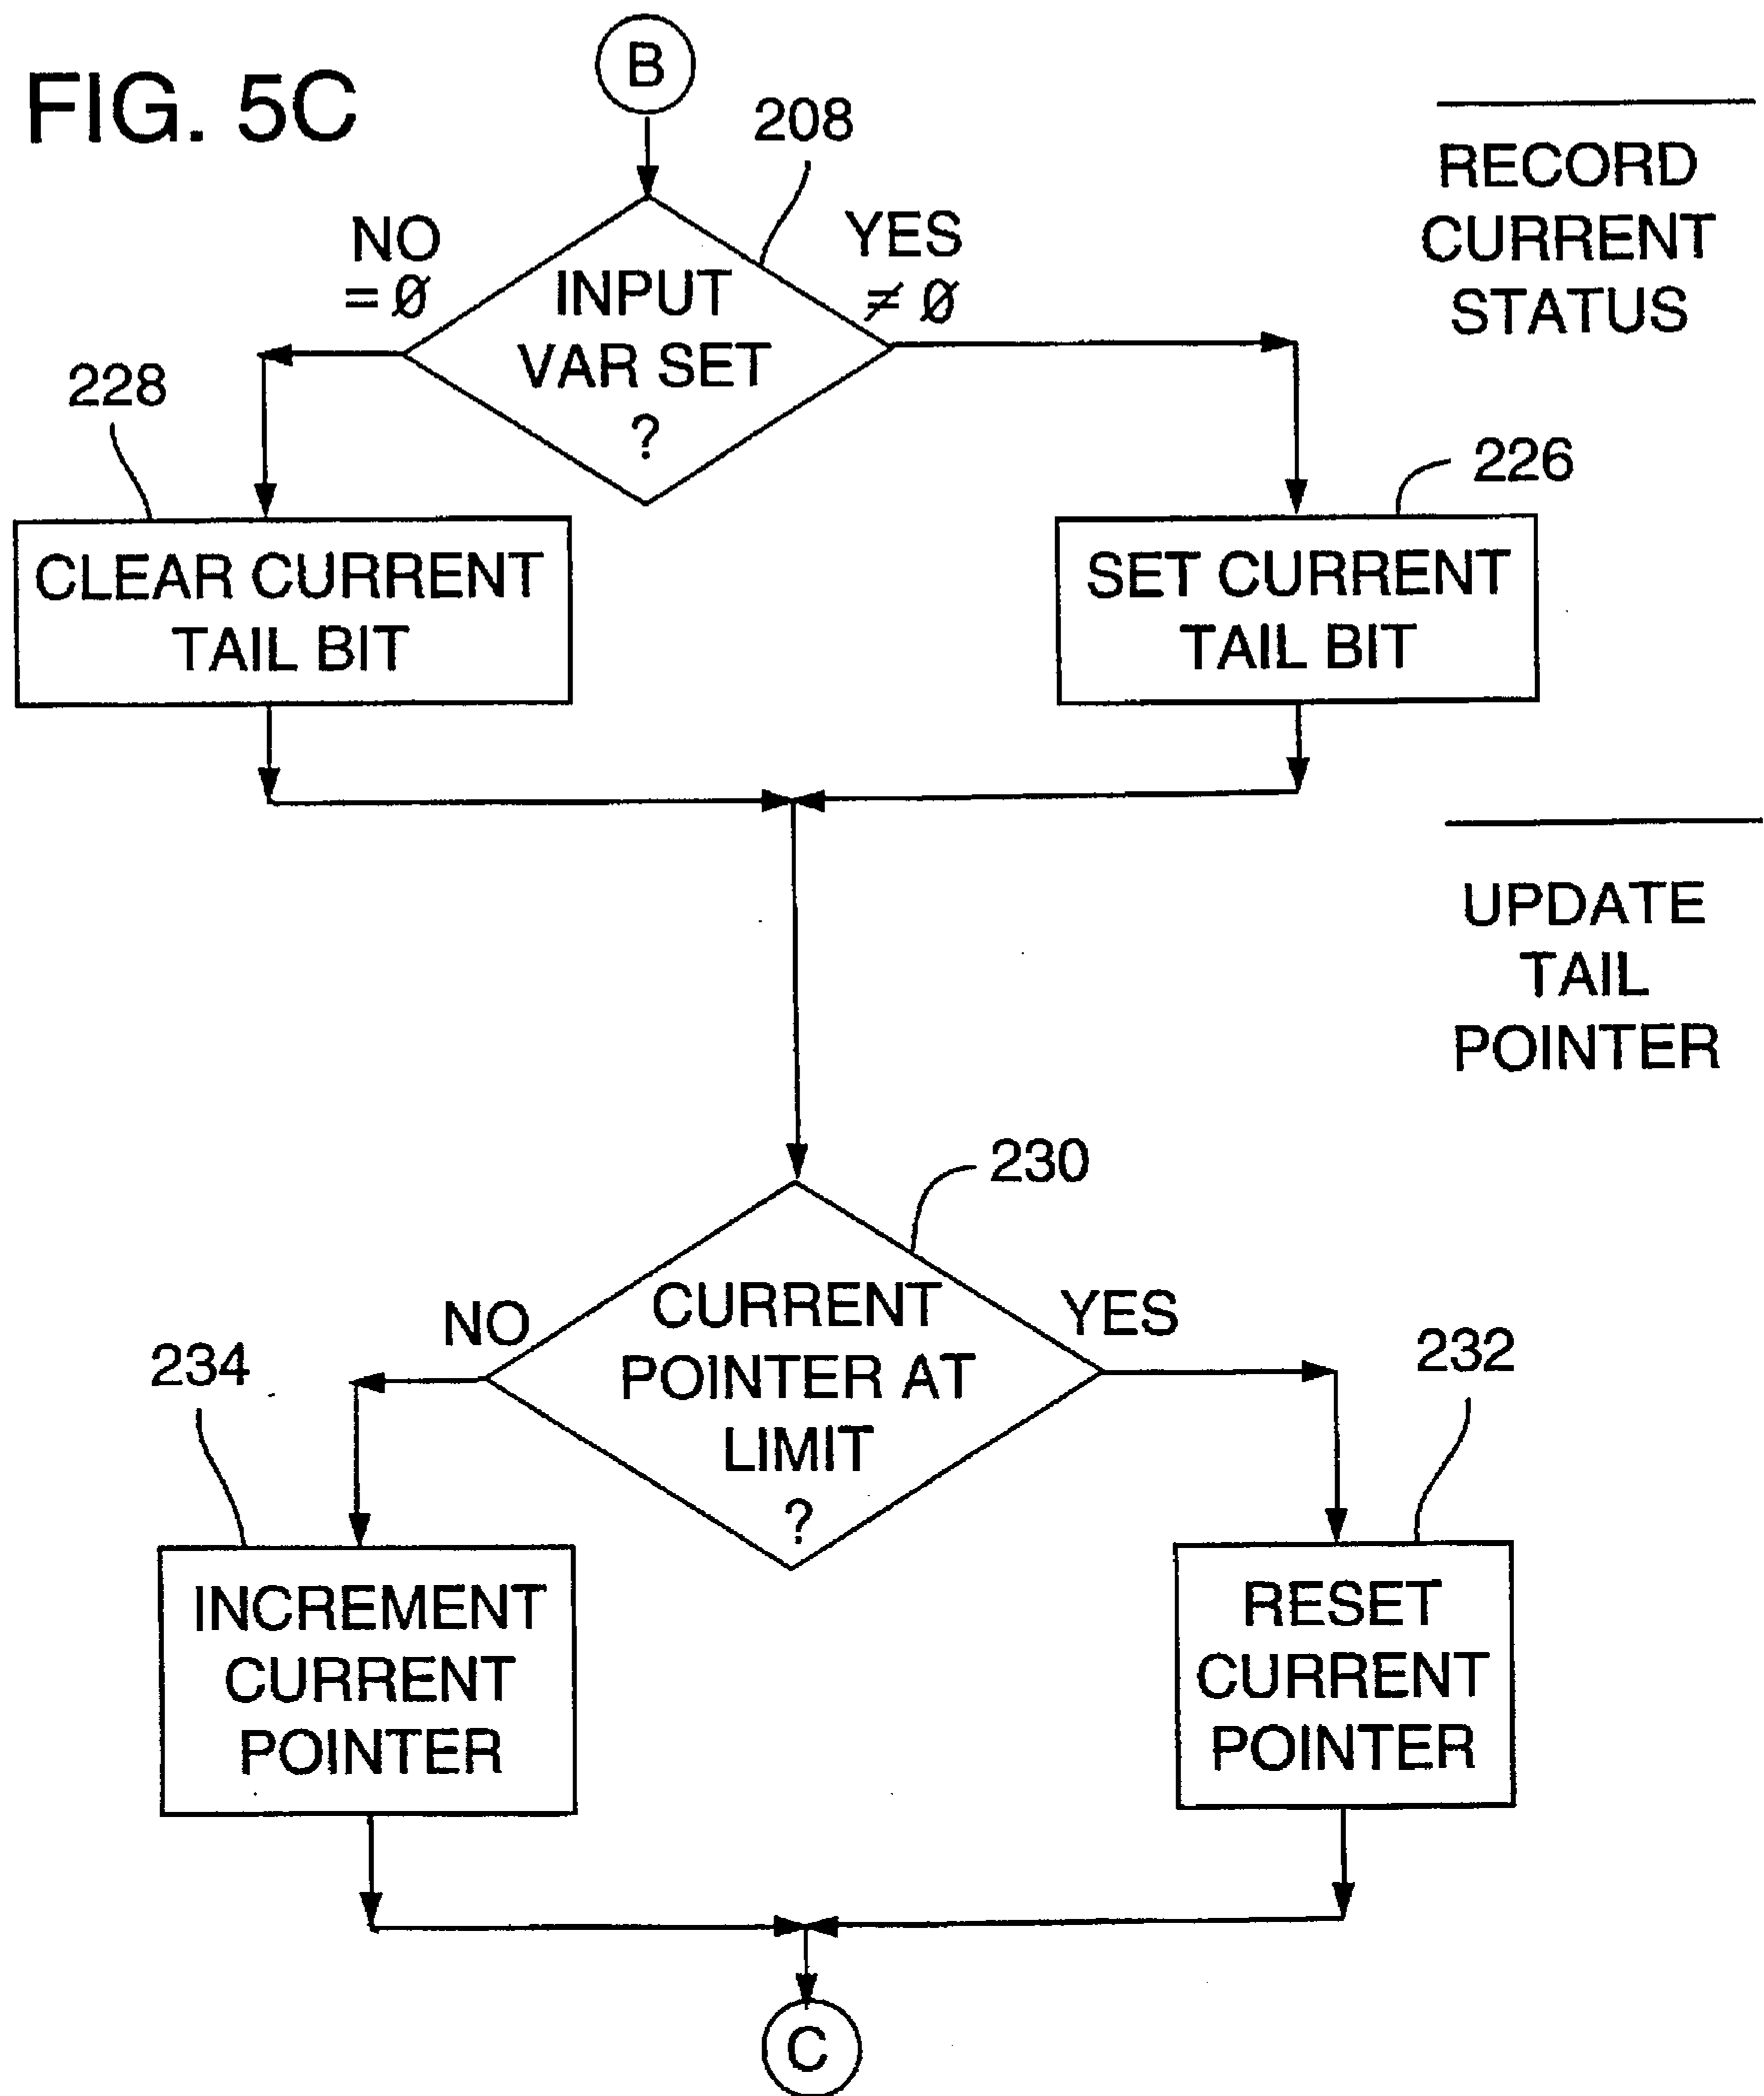 FIG. 5C
B
208
NO
= Ø
YES
≠ Ø
INPUT
VAR SET
?
RECORD
CURRENT
STATUS
228
226
CLEAR CURRENT
TAIL BIT
SET CURRENT
TAIL BIT
UPDATE
TAIL
POINTER
230
NO
YES
CURRENT
POINTER AT
LIMIT
?
234
232
INCREMENT
CURRENT
POINTER
RESET
CURRENT
POINTER
C